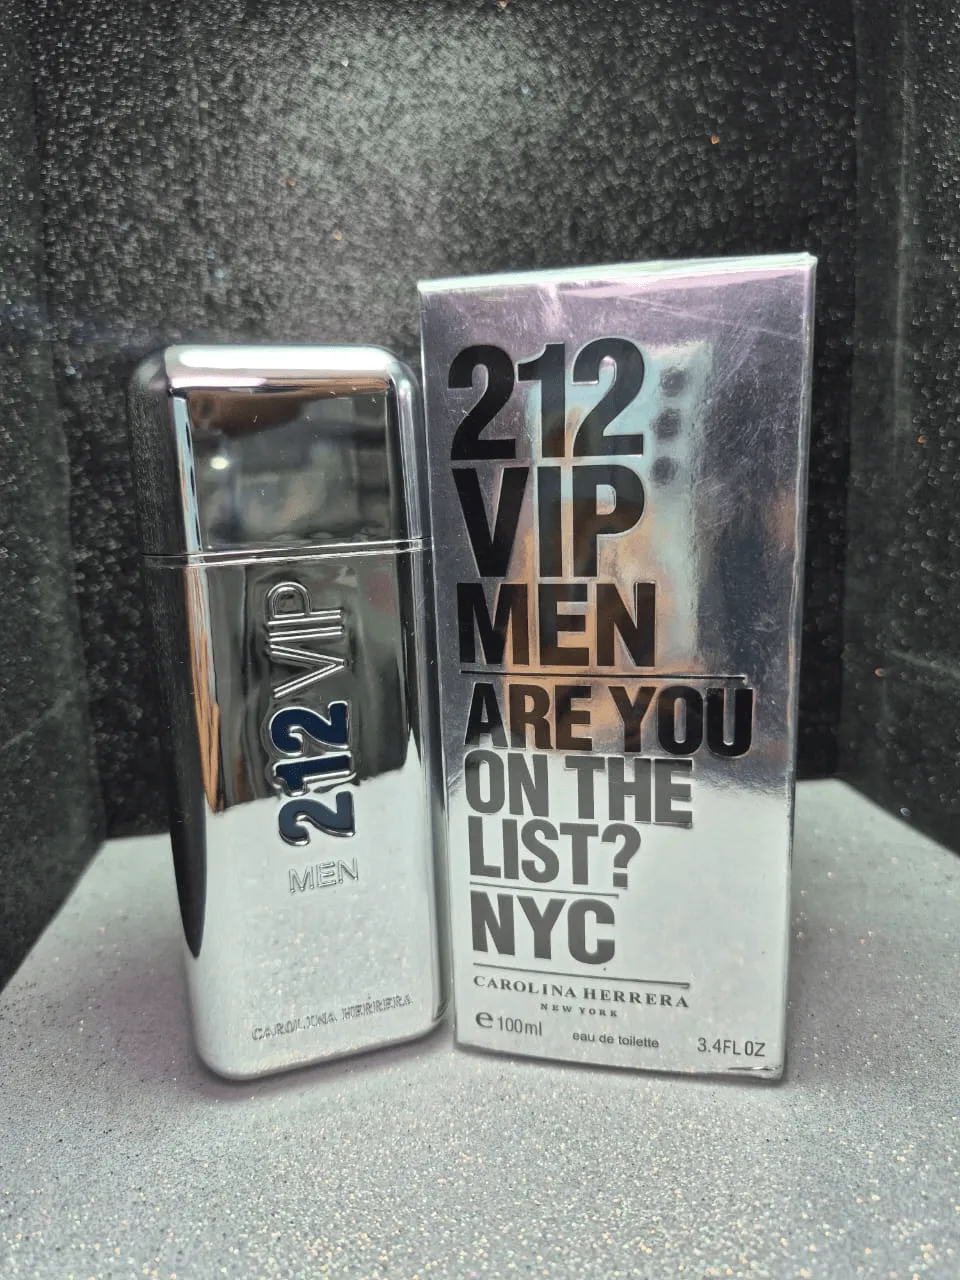 212 VIP
MEN
CAROLINA HERRERA
212
VIP
MEN
ARE YOU
ON THE
LIST?
NYC
CAROLINA HERRERA
NEW YORK
e 100ml
eau de toilette
3.4FL OZ